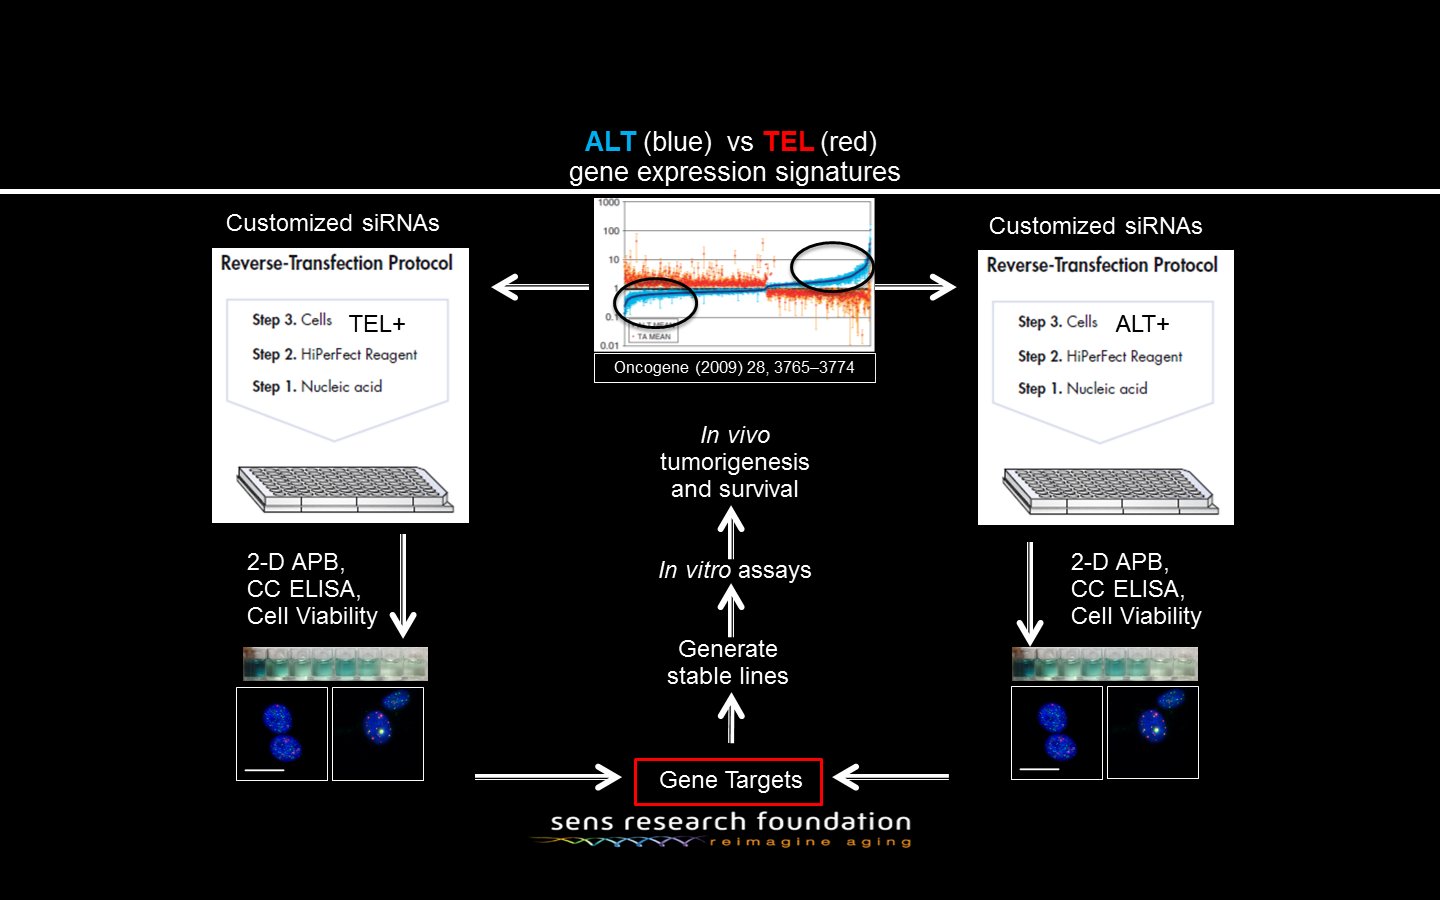 ALT (blue) vs TEL (red)
gene expression signatures
Customized siRNAs
Reverse-Transfection Protocol
Step 3. Cells TEL+
Step 2. HiPerFect Reagent
Step 1. Nucleic acid
1000
100
10
1
0.1
0.01
ALT MEAN
- TA MEAN
Oncogene (2009) 28, 3765–3774
Customized siRNAs
Reverse-Transfection Protocol
Step 3. Cells ALT+
Step 2. HiPerFect Reagent
Step 1. Nucleic acid
2-D APB,
CC ELISA,
Cell Viability
In vivo
tumorigenesis
and survival
In vitro assays
Generate
stable lines
Gene Targets
2-D APB,
CC ELISA,
Cell Viability
sens research foundation
reimagine aging